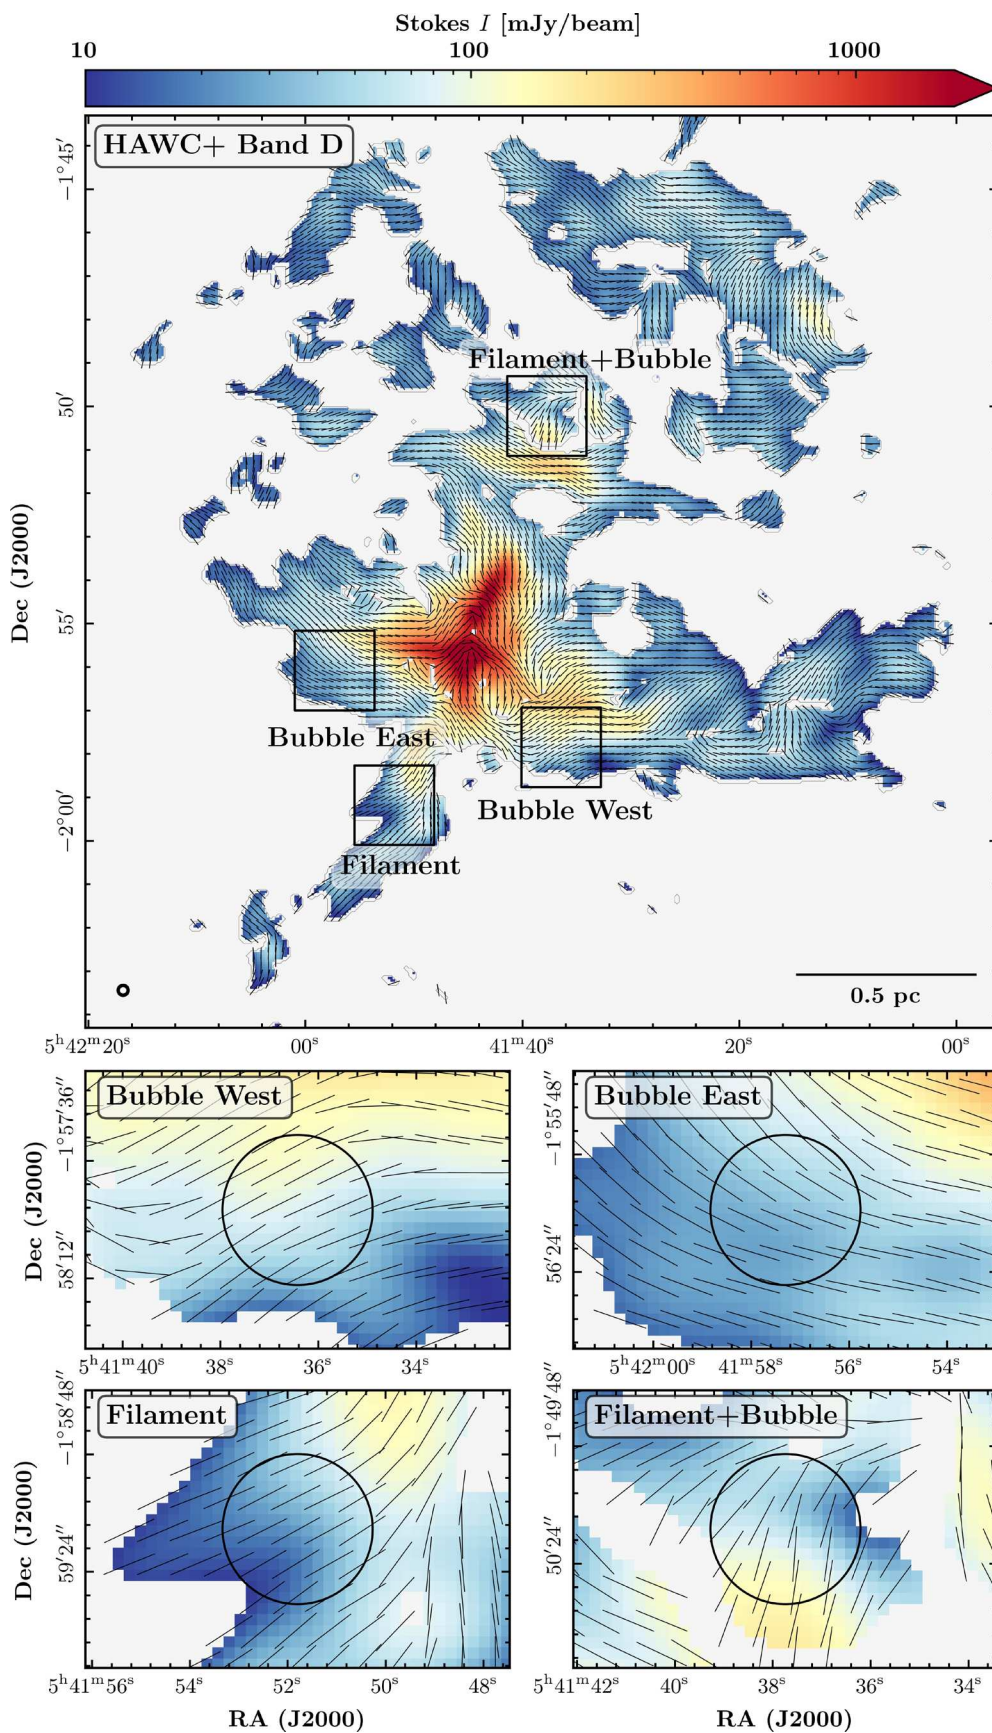 Stokes I [mJy/beam]
10 100 1000
HAWC+ Band D
−1°45′
Filament+Bubble
50′
Dec (J2000)
55′
Bubble East
Bubble West
−2°00′
Filament
0.5 pc
5ʰ42ᵐ20ˢ 00ˢ 41ᵐ40ˢ 20ˢ 00ˢ
Bubble West
Dec (J2000)
−1°57′36″
58′12″
5ʰ41ᵐ40ˢ 38ˢ 36ˢ 34ˢ
Bubble East
−1°55′48″
56′24″
5ʰ42ᵐ00ˢ 41ᵐ58ˢ 56ˢ 54ˢ
Filament
Dec (J2000)
−1°58′48″
59′24″
5ʰ41ᵐ56ˢ 54ˢ 52ˢ 50ˢ 48ˢ
RA (J2000)
Filament+Bubble
−1°49′48″
50′24″
5ʰ41ᵐ42ˢ 40ˢ 38ˢ 36ˢ 34ˢ
RA (J2000)